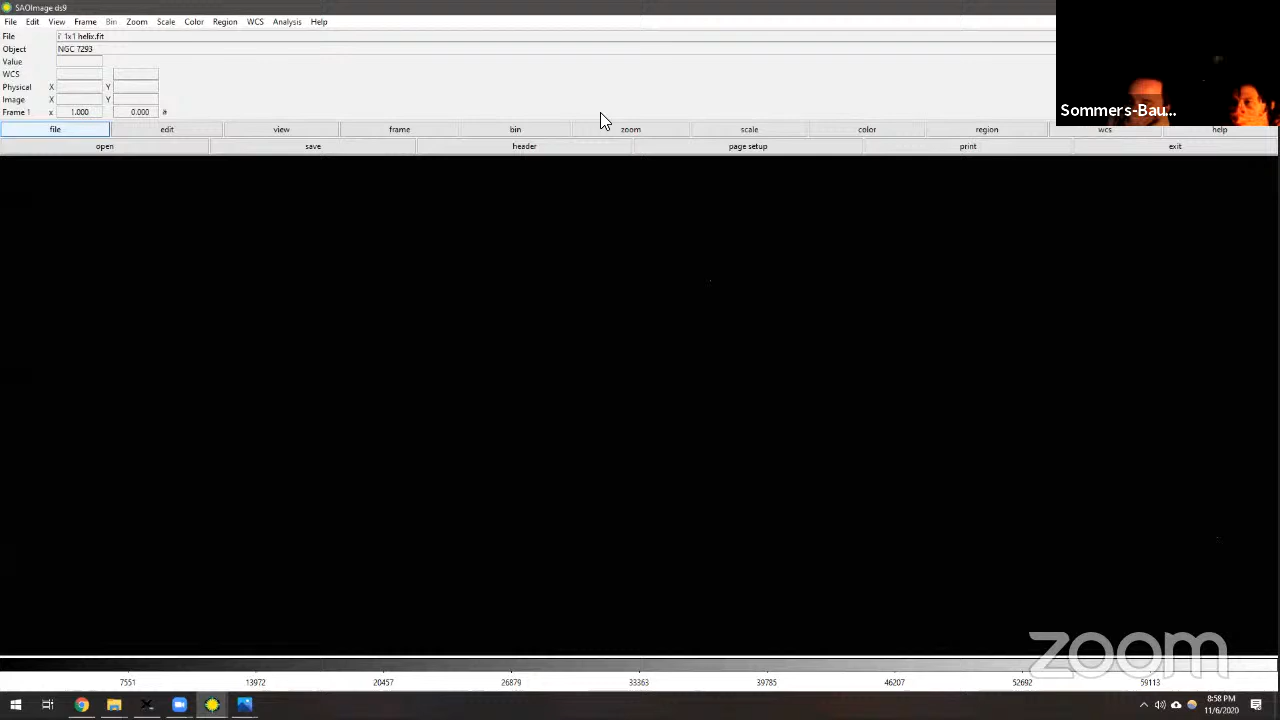 SAOImage ds9
File Edit View Frame Bin Zoom Scale Color Region WCS Analysis Help
File i' 1x1 helix.fit
Object NGC 7293
Value
WCS
Physical X Y
Image X Y
Frame 1 x 1.000 0.000 °
Sommers-Bau...
file edit view frame bin zoom scale color region wcs help
open save header page setup print exit
zoom
7551 13972 20457 26879 33363 39785 46207 52692 59113
8:58 PM
11/6/2020